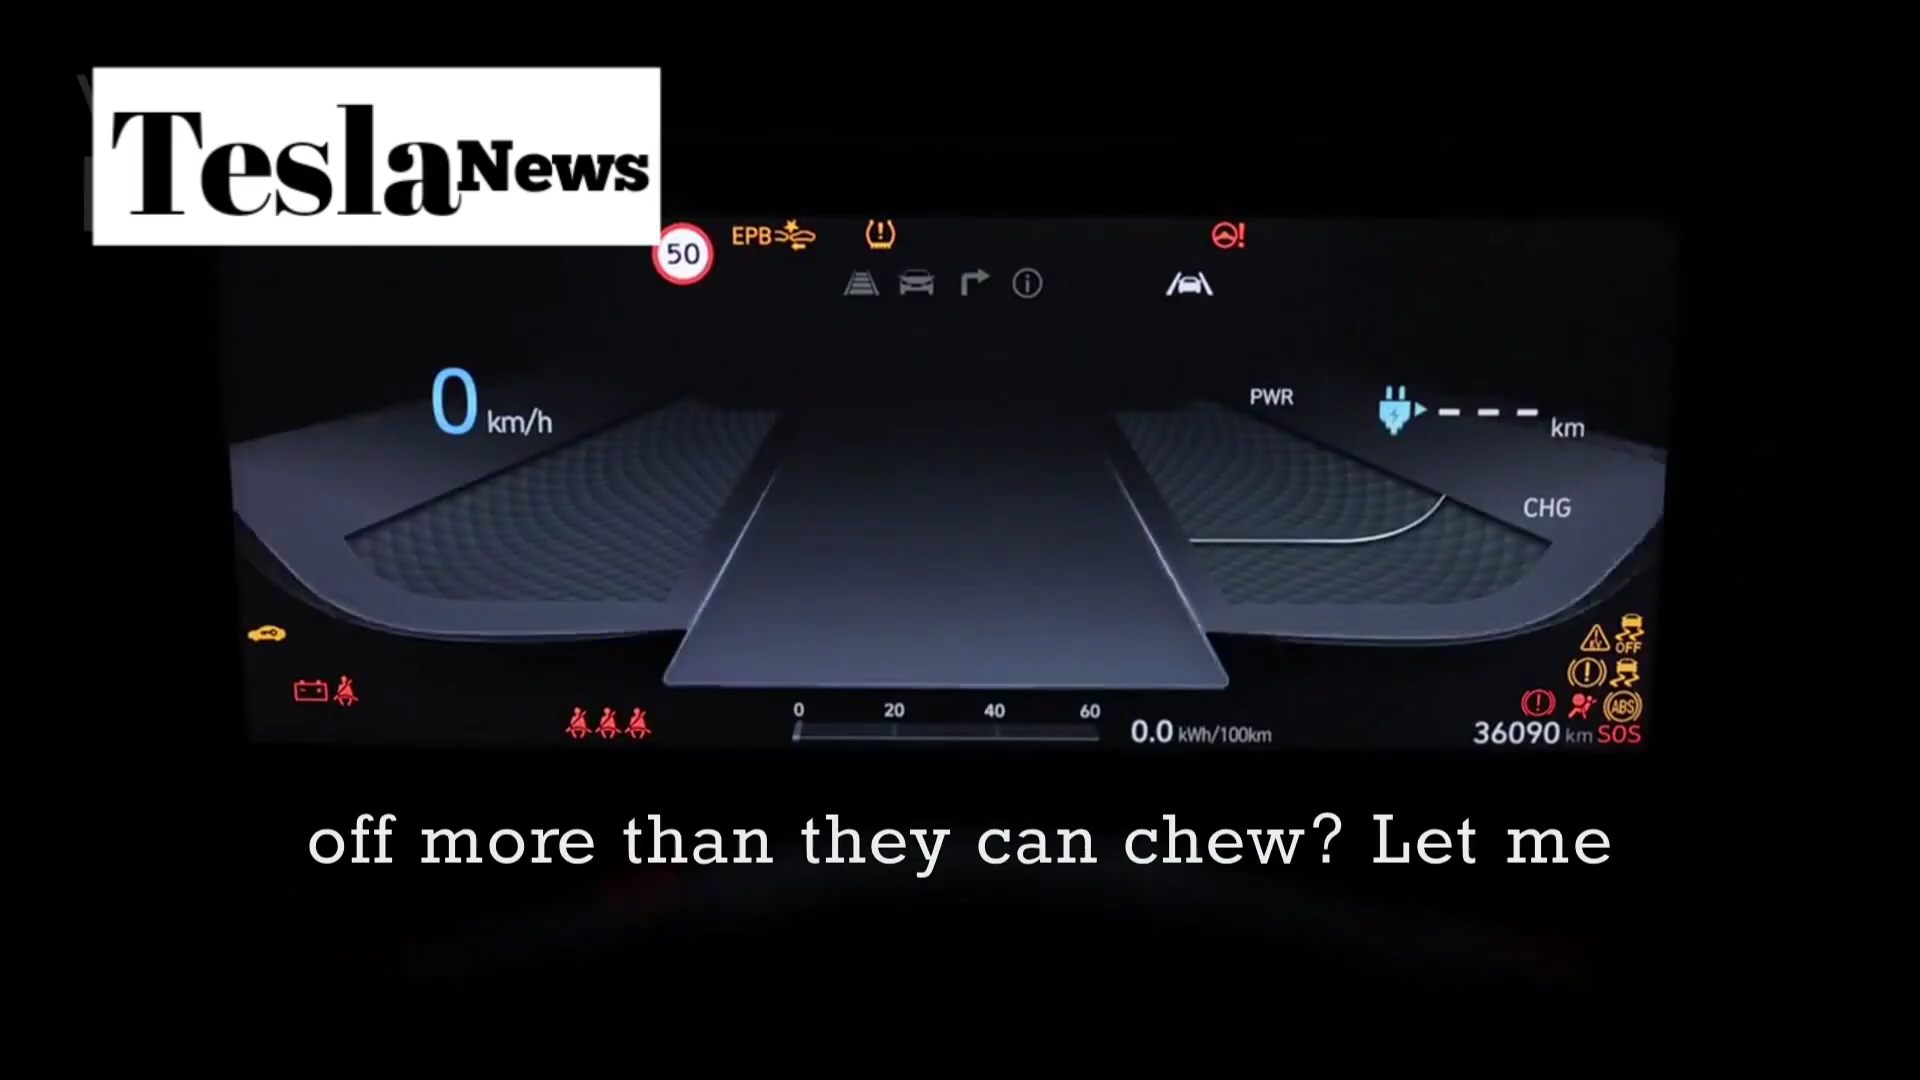 Tesla News
50
EPB
0 km/h
PWR
km
CHG
EV
OFF
ABS
0 20 40 60
0.0 kWh/100km
36090 km SOS
off more than they can chew? Let me